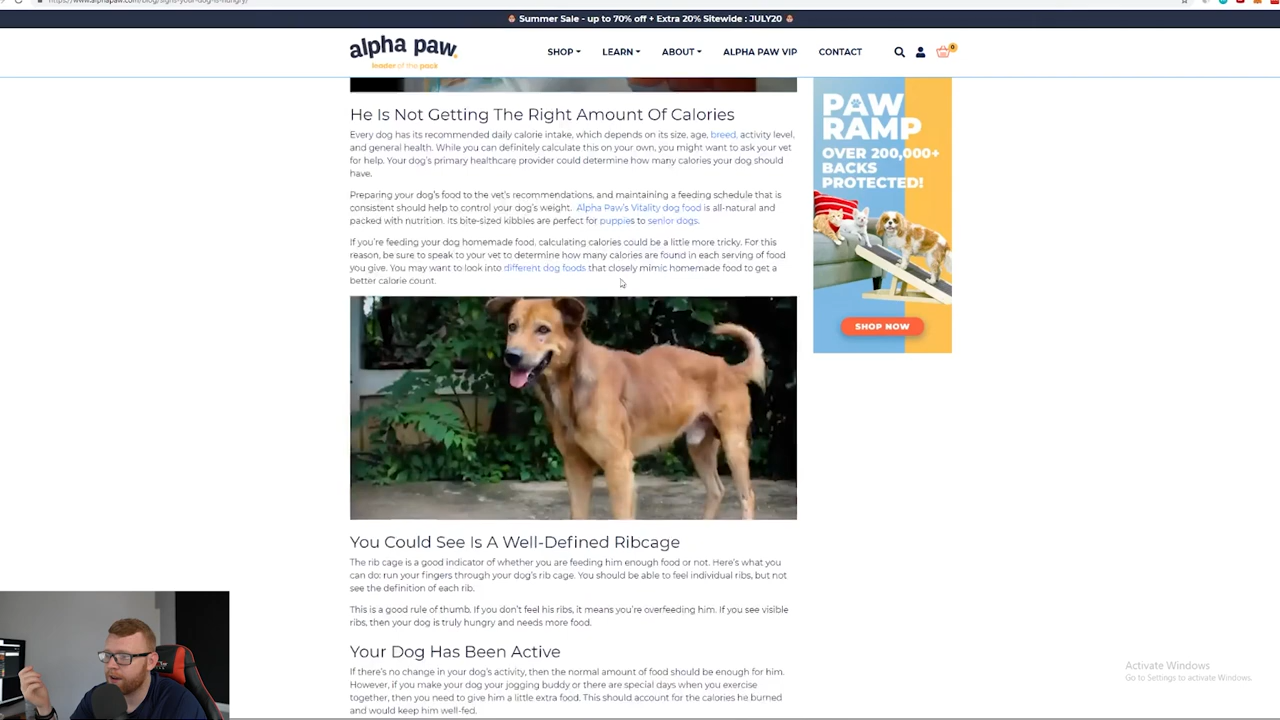 https://www.alphapaw.com/blog/signs-your-dog-is-hungry/
Summer Sale - up to 70% off + Extra 20% Sitewide : JULY20
alpha paw.
leader of the pack
SHOP
LEARN
ABOUT
ALPHA PAW VIP
CONTACT
0
He Is Not Getting The Right Amount Of Calories
Every dog has its recommended daily calorie intake, which depends on its size, age, breed, activity level,
and general health. While you can definitely calculate this on your own, you might want to ask your vet
for help. Your dog's primary healthcare provider could determine how many calories your dog should
have.
Preparing your dog's food to the vet's recommendations, and maintaining a feeding schedule that is
consistent should help to control your dog's weight. Alpha Paw's Vitality dog food is all-natural and
packed with nutrition. Its bite-sized kibbles are perfect for puppies to senior dogs.
If you're feeding your dog homemade food, calculating calories could be a little more tricky. For this
reason, be sure to speak to your vet to determine how many calories are found in each serving of food
you give. You may want to look into different dog foods that closely mimic homemade food to get a
better calorie count.
PAW
RAMP
OVER 200,000+
BACKS
PROTECTED!
SHOP NOW
You Could See Is A Well-Defined Ribcage
The rib cage is a good indicator of whether you are feeding him enough food or not. Here's what you
can do: run your fingers through your dog's rib cage. You should be able to feel individual ribs, but not
see the definition of each rib.
This is a good rule of thumb. If you don't feel his ribs, it means you're overfeeding him. If you see visible
ribs, then your dog is truly hungry and needs more food.
Your Dog Has Been Active
If there's no change in your dog's activity, then the normal amount of food should be enough for him.
However, if you make your dog your jogging buddy or there are special days when you exercise
together, then you need to give him a little extra food. This should account for the calories he burned
and would keep him well-fed.
Activate Windows
Go to Settings to activate Windows.